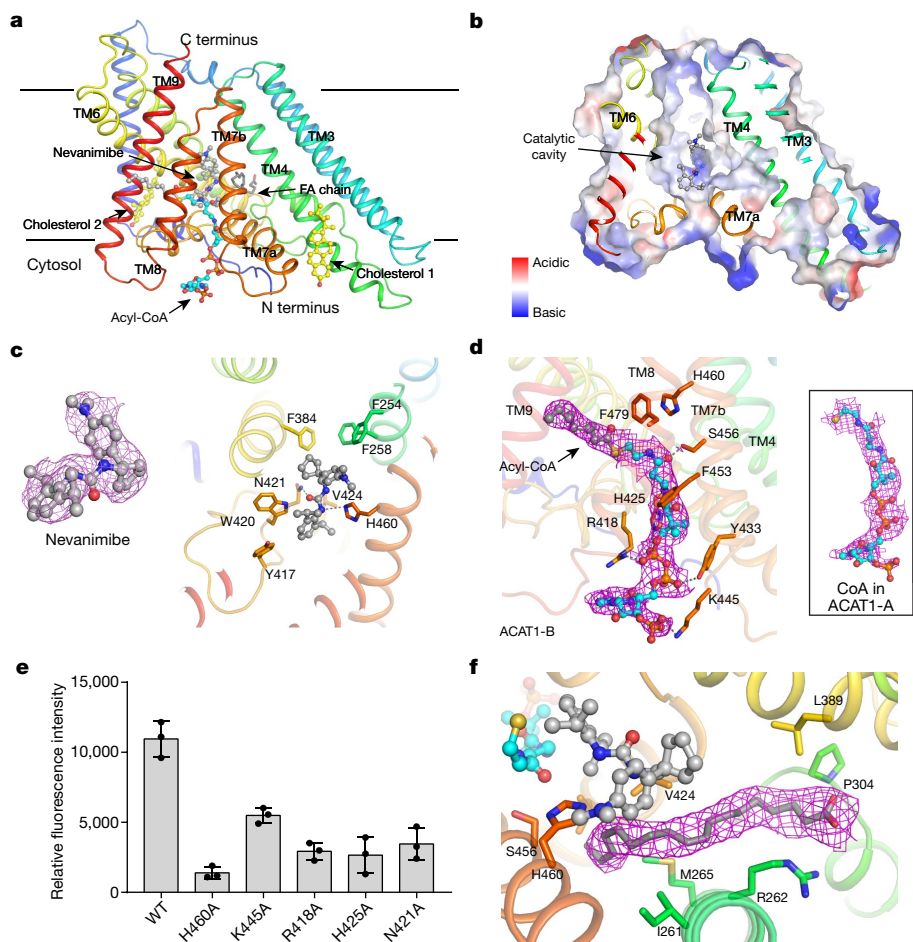 a
C terminus
TM9
TM6
TM7b
TM3
Nevanimibe
TM4
FA chain
Cholesterol 2
TM7a
Cytosol
TM8
Cholesterol 1
N terminus
Acyl-CoA
b
TM6
TM4
Catalytic
cavity
TM3
TM7a
Acidic
Basic
c
Nevanimibe
F384
F254
F258
N421
V424
W420
H460
Y417
d
TM8
H460
TM9
F479
TM7b
S456
TM4
Acyl-CoA
F453
H425
R418
Y433
K445
ACAT1-B
CoA in
ACAT1-A
e
Relative fluorescence intensity
15,000
10,000
5,000
0
WT
H460A
K445A
R418A
H425A
N421A
f
L389
P304
V424
S456
H460
M265
R262
I261